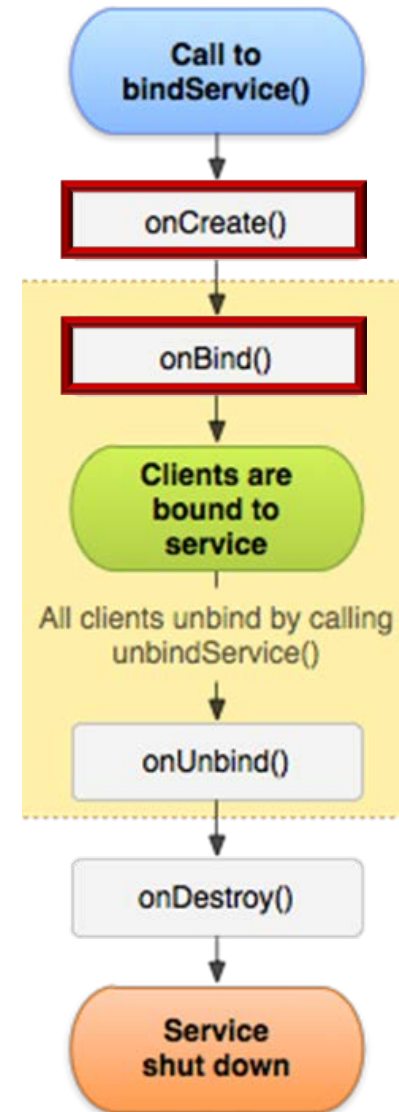 Call to
bindService()
onCreate()
onBind()
Clients are
bound to
service
All clients unbind by calling
unbindService()
onUnbind()
onDestroy()
Service
shut down